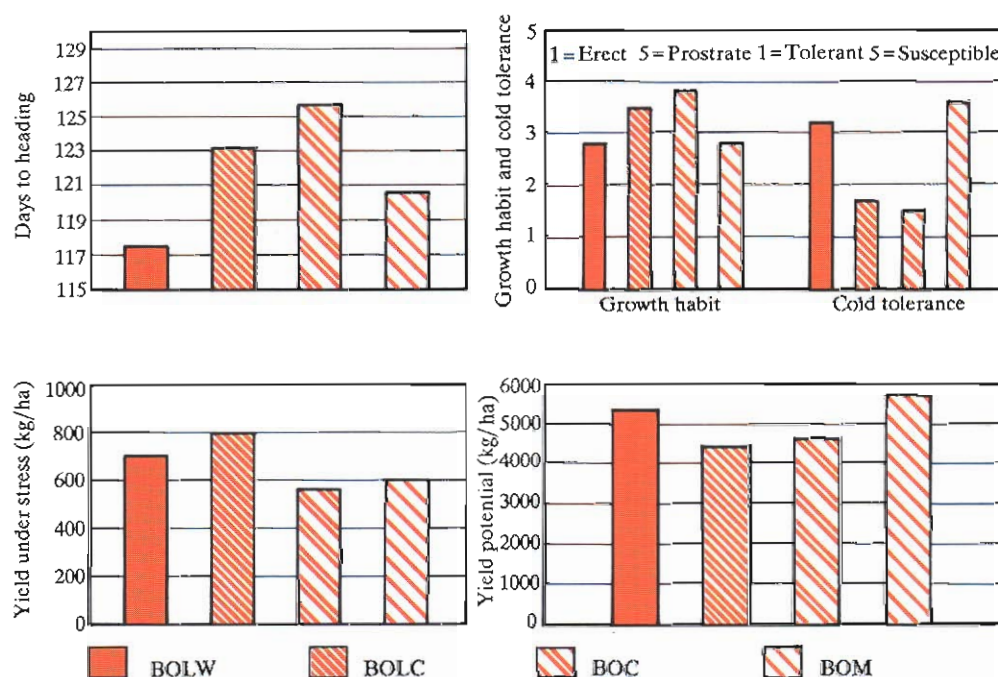 Days to heading
129
127
127
125
123
121
119
117
115
Growth habit and cold tolerance
5
4
3
2
1
0
1=Erect 5=Prostrate 1=Tolerant 5=Susceptible
Growth habit
Cold tolerance
Yield under stress (kg/ha)
1000
800
600
400
200
0
Yield potential (kg/ha)
6000
5000
4000
3000
2000
1000
0
BOLW
BOLC
BOC
BOM